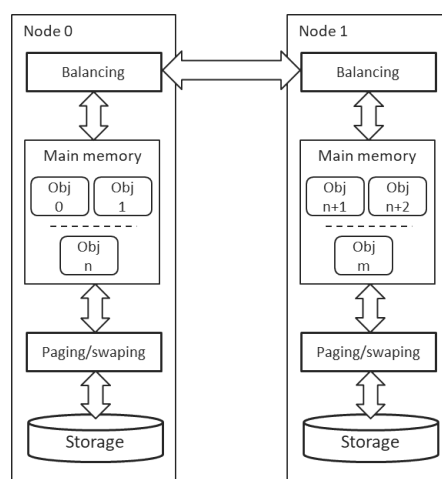 Node 0
Balancing
Main memory
Obj
0
Obj
1
Obj
n
Paging/swaping
Storage
Node 1
Balancing
Main memory
Obj
n+1
Obj
n+2
Obj
m
Paging/swaping
Storage